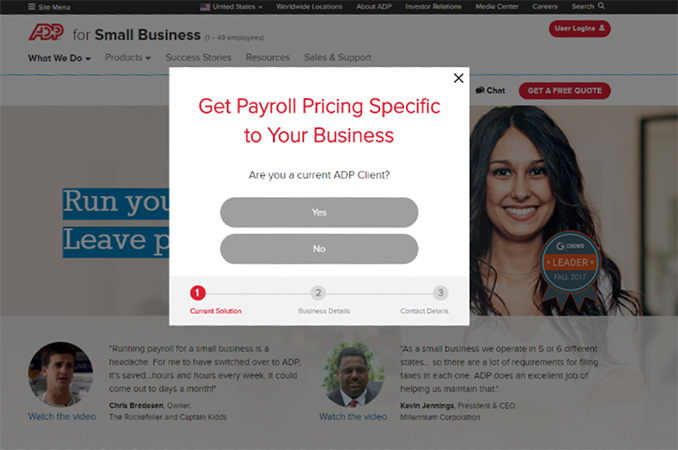 Site Menu
United States
Worldwide Locations
About ADP
Investor Relations
Media Center
Careers
Search
ADP for Small Business (1 – 49 employees)
User Logins
What We Do
Products
Success Stories
Resources
Sales & Support
Chat
GET A FREE QUOTE
Get Payroll Pricing Specific
to Your Business
Are you a current ADP Client?
Yes
No
1
2
3
Current Solution
Business Details
Contact Details
Run you
Leave p
CROWD
LEADER
FALL 2017
"Running payroll for a small business is a
headache. For me to have switched over to ADP,
it's saved...hours and hours every week. It could
come out to days a month!"
Chris Bredesen, Owner,
The Rockefeller and Captain Kidds
Watch the video
"As a small business we operate in 5 or 6 different
states... so there are a lot of requirements for filing
taxes in each one. ADP does an excellent job of
helping us maintain that."
Kevin Jennings, President & CEO,
Millennium Corporation
Watch the video